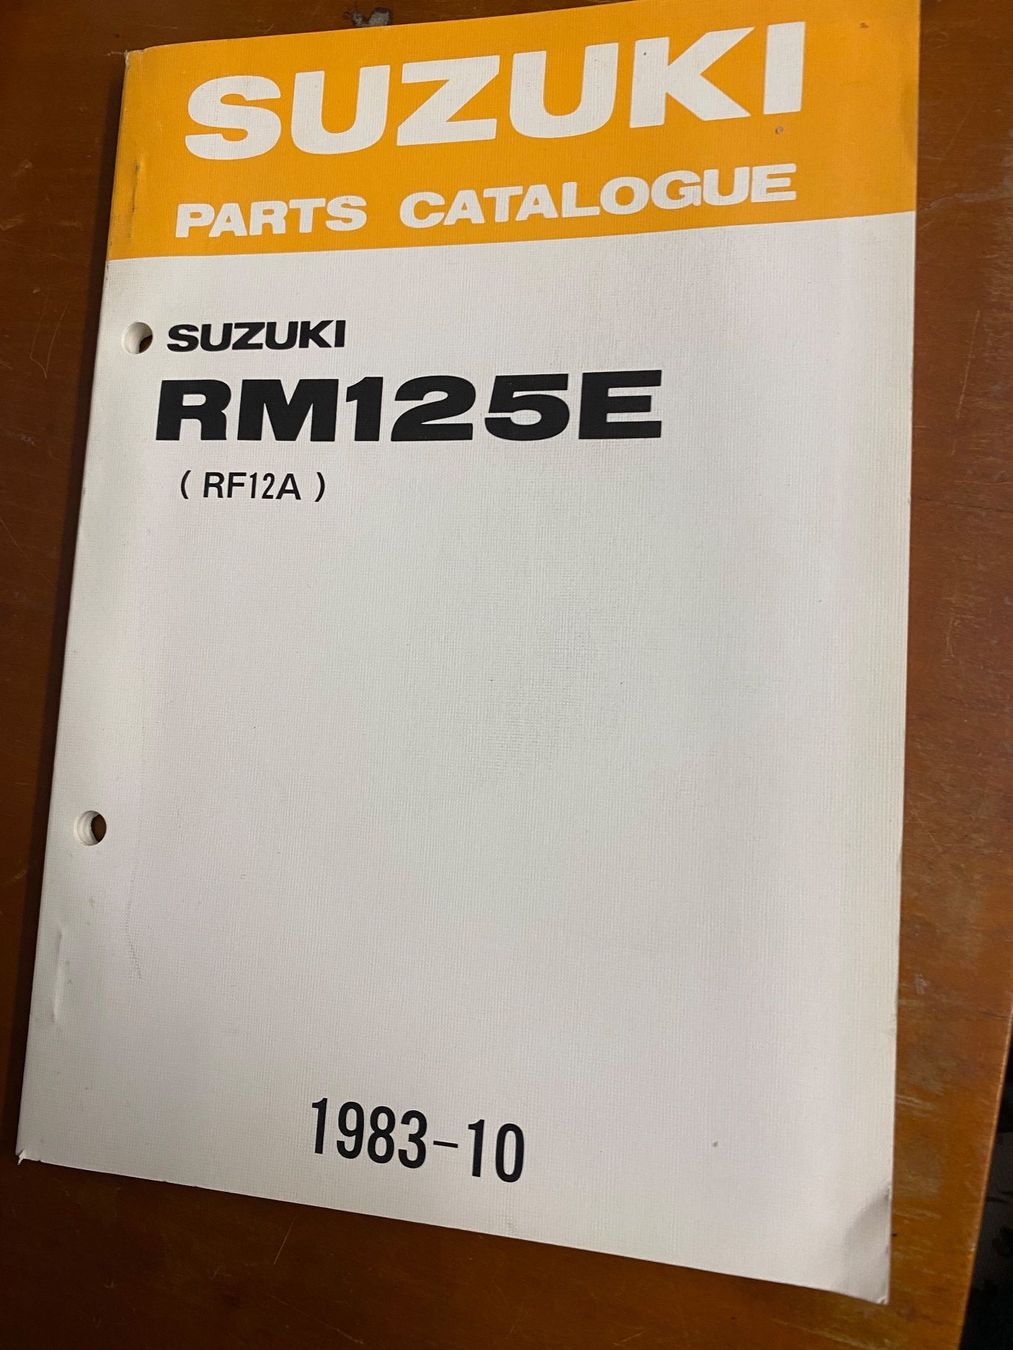 SUZUKI
PARTS CATALOGUE
SUZUKI
RM125E
( RF12A )
1983-10